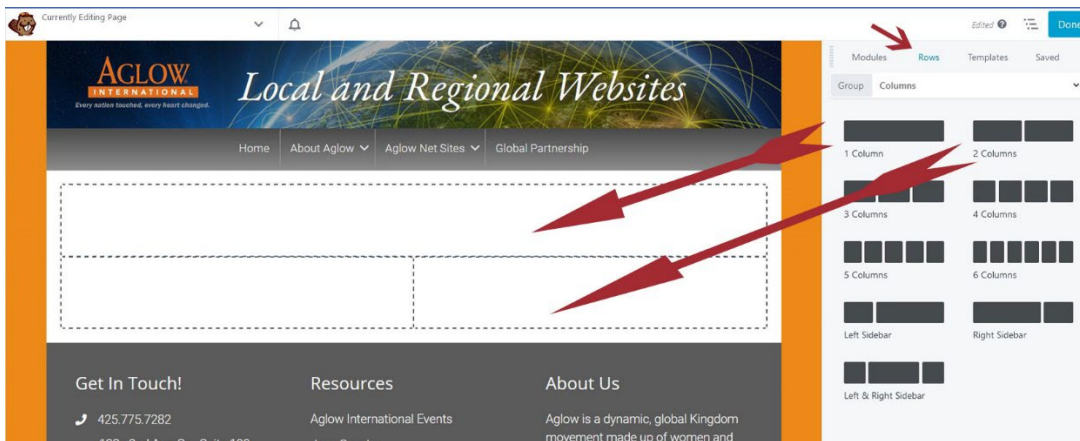 Currently Editing Page
Edited
Done
AGLOW
INTERNATIONAL
Every nation touched, every heart changed.
Local and Regional Websites
Home About Aglow Aglow Net Sites Global Partnership
Modules Rows Templates Saved
Group Columns
1 Column 2 Columns
3 Columns 4 Columns
5 Columns 6 Columns
Left Sidebar Right Sidebar
Left & Right Sidebar
Get In Touch!
425.775.7282
Resources
Aglow International Events
About Us
Aglow is a dynamic, global Kingdom
movement made up of women and